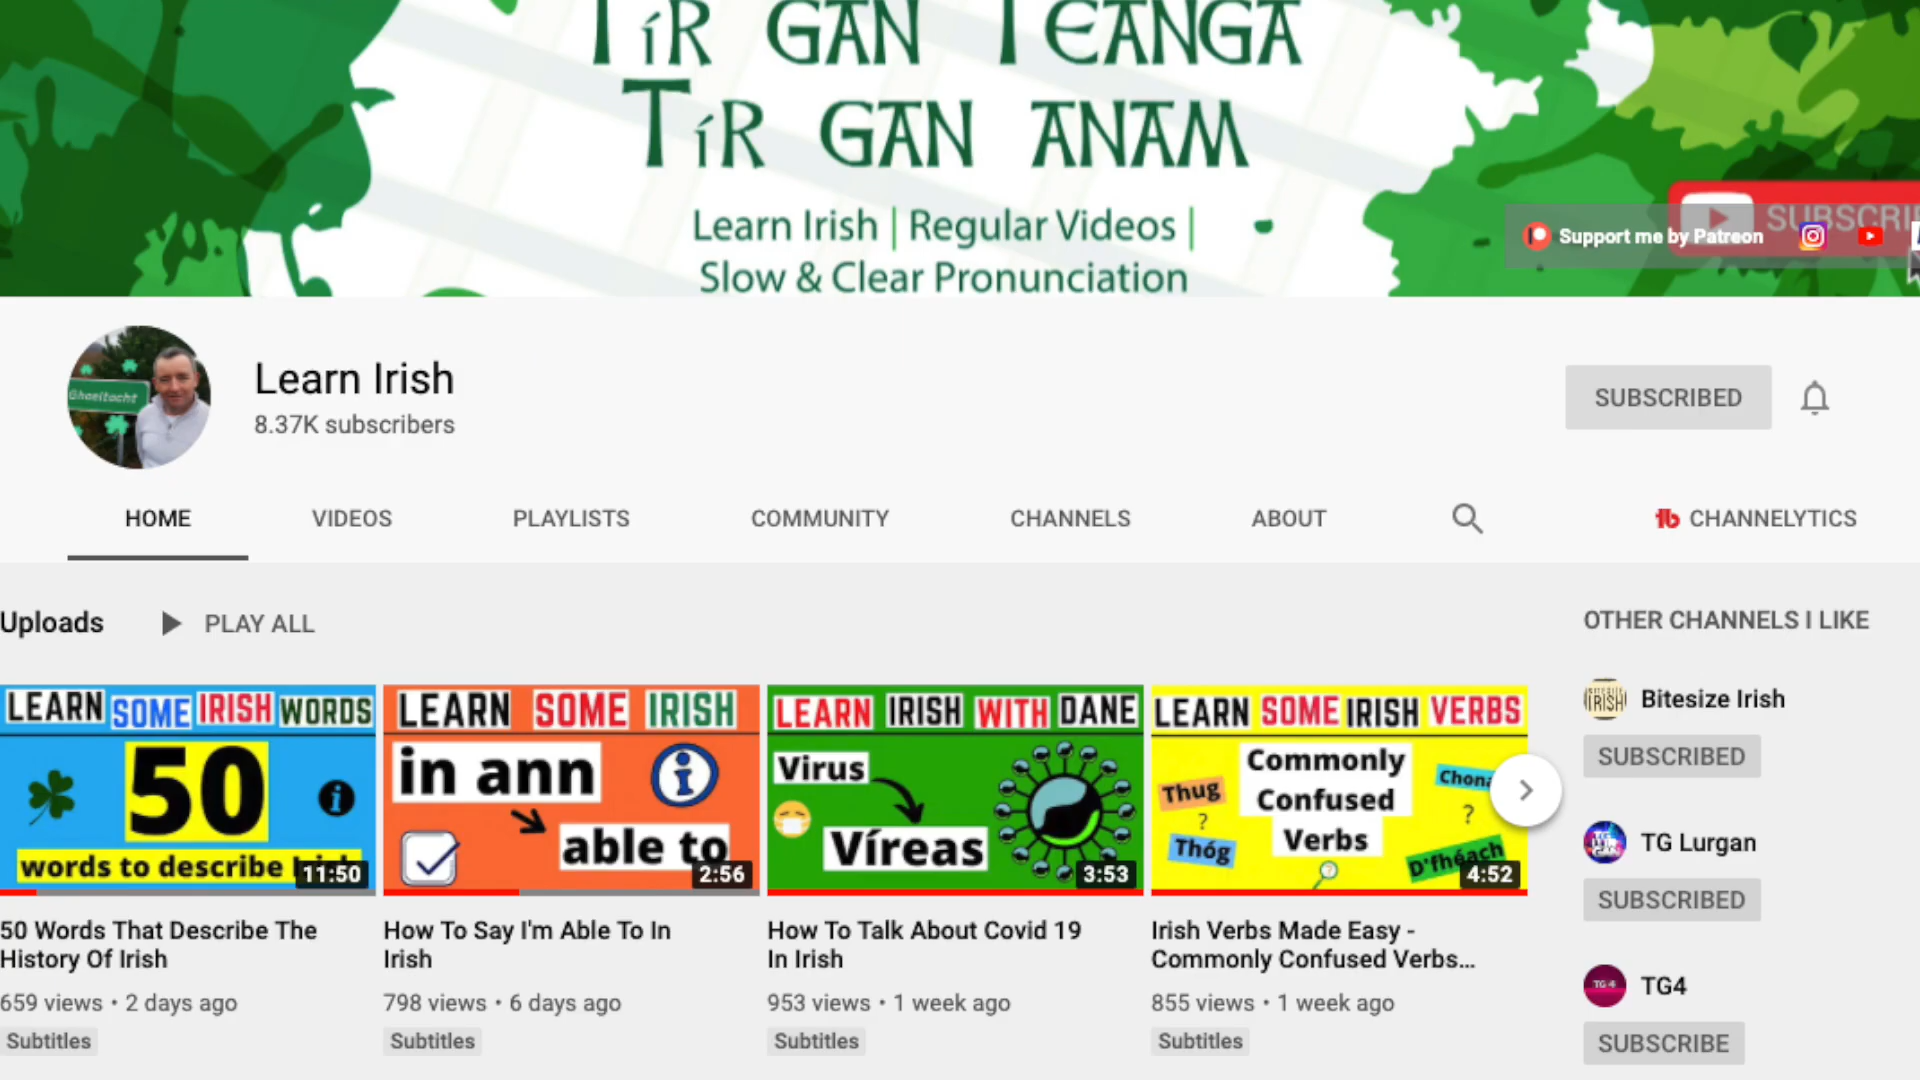 TÍR GAN TEANGA
TÍR GAN ANAM
Learn Irish | Regular Videos |
Slow & Clear Pronunciation
Support me by Patreon
Learn Irish
8.37K subscribers
SUBSCRIBED
HOME VIDEOS PLAYLISTS COMMUNITY CHANNELS ABOUT CHANNELYTICS
Uploads PLAY ALL
OTHER CHANNELS I LIKE
LEARN SOME IRISH WORDS
50
words to describe
11:50
LEARN SOME IRISH
in ann
able to
2:56
LEARN IRISH WITH DANE
Virus
Víreas
3:53
LEARN SOME IRISH VERBS
Commonly
Confused
Verbs
Thug
?
Thóg
?
D'fhéach
4:52
50 Words That Describe The
History Of Irish
659 views • 2 days ago
Subtitles
How To Say I'm Able To In
Irish
798 views • 6 days ago
Subtitles
How To Talk About Covid 19
In Irish
953 views • 1 week ago
Subtitles
Irish Verbs Made Easy -
Commonly Confused Verbs...
855 views • 1 week ago
Subtitles
Bitesize Irish
SUBSCRIBED
TG Lurgan
SUBSCRIBED
TG4
TG4
SUBSCRIBE